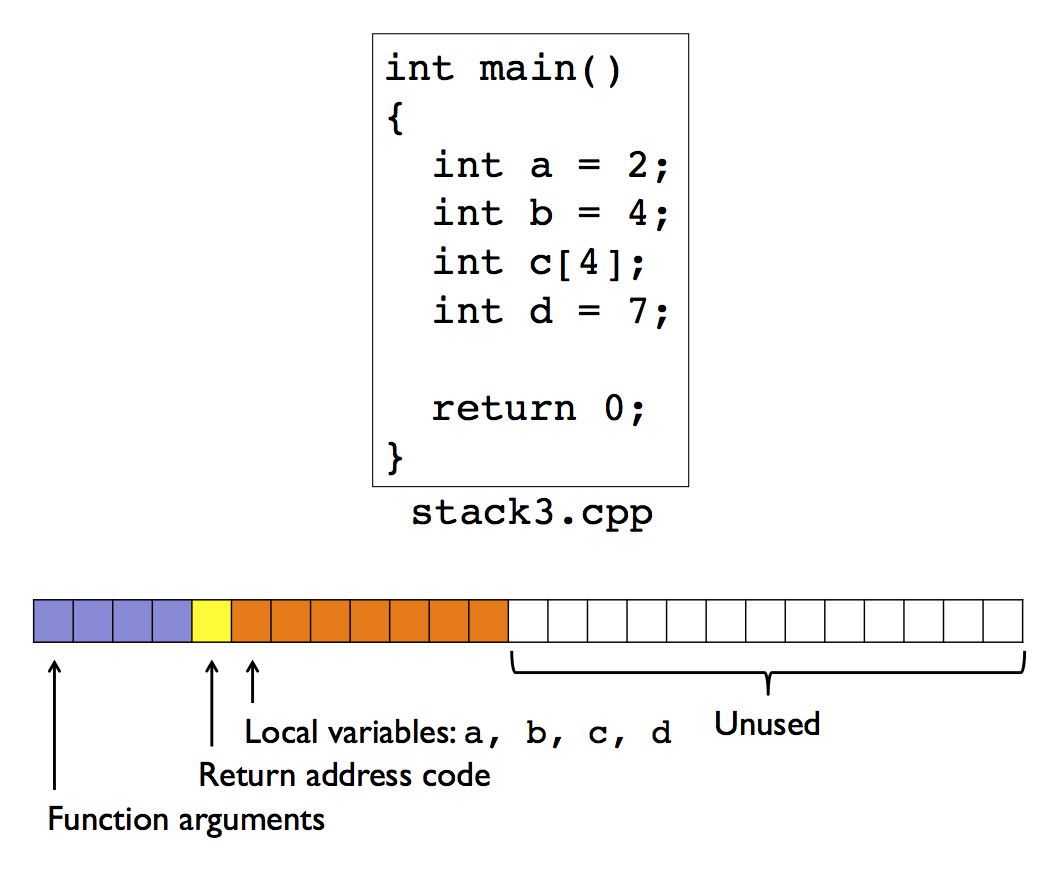 int main()
{
  int a = 2;
  int b = 4;
  int c[4];
  int d = 7;

  return 0;
}
stack3.cpp
Local variables: a, b, c, d
Unused
Return address code
Function arguments